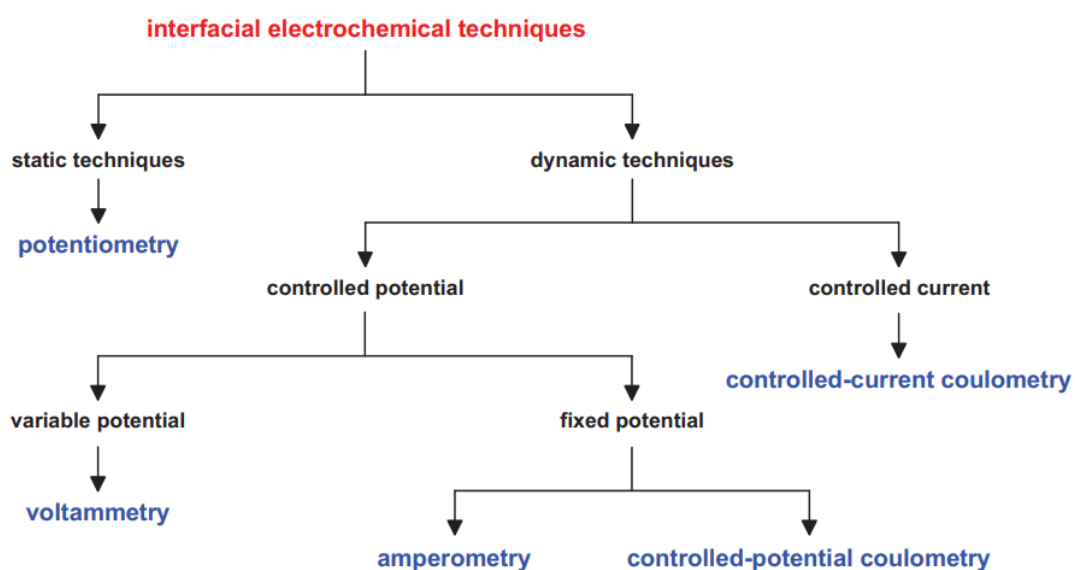 interfacial electrochemical techniques
static techniques
dynamic techniques
potentiometry
controlled potential
controlled current
controlled-current coulometry
variable potential
fixed potential
voltammetry
amperometry
controlled-potential coulometry